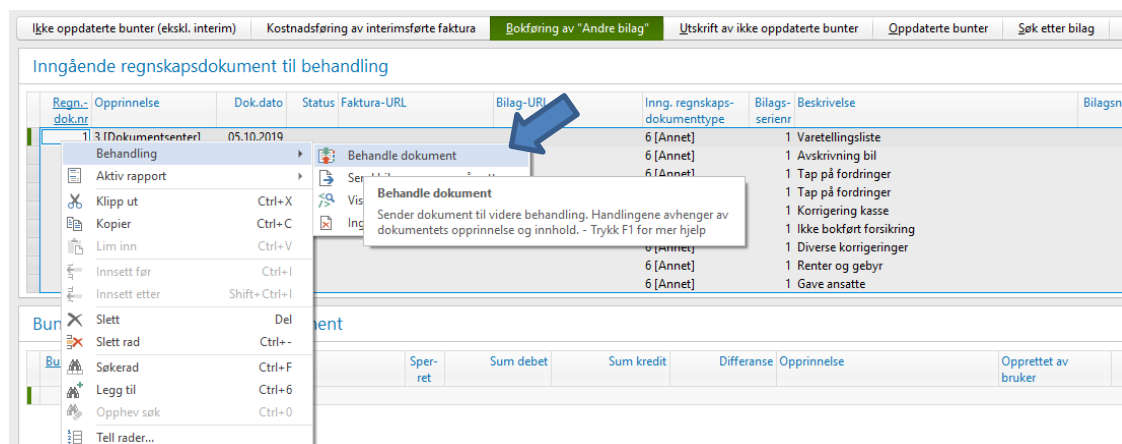 Ikke oppdaterte bunter (ekskl. interim) Kostnadsføring av interimsførte faktura Bokføring av "Andre bilag" Utskrift av ikke oppdaterte bunter Oppdaterte bunter Søk etter bilag
Inngående regnskapsdokument til behandling
Regn.- Opprinnelse Dok.dato Status Faktura-URL Bilag-URL Inng. regnskaps- Bilags- Beskrivelse
dok.nr dokumenttype serienr
1 3 [Dokumentsenter] 05.10.2019 6 [Annet] 1 Varetellingsliste
Behandling Behandle dokument 6 [Annet] 1 Avskrivning bil
Aktiv rapport 6 [Annet] 1 Tap på fordringer
Behandle dokument 1 Tap på fordringer
Klipp ut Ctrl+X Vis 1 Korrigering kasse
Sender dokument til videre behandling. Handlingene avhenger av
Kopier Ctrl+C 1 Ikke bokført forsikring
dokumentets opprinnelse og innhold. - Trykk F1 for mer hjelp
Lim inn Ctrl+V 6 [Annet] 1 Diverse korrigeringer
Innsett før Ctrl+I 6 [Annet] 1 Renter og gebyr
Innsett etter Shift+Ctrl+I 6 [Annet] 1 Gave ansatte
Slett Del
Slett rad Ctrl+-
Søkerad Ctrl+F Sper- Sum debet Sum kredit Differanse Opprinnelse Opprettet av
ret bruker
Legg til Ctrl+6
Opphev søk Ctrl+0
Tell rader...